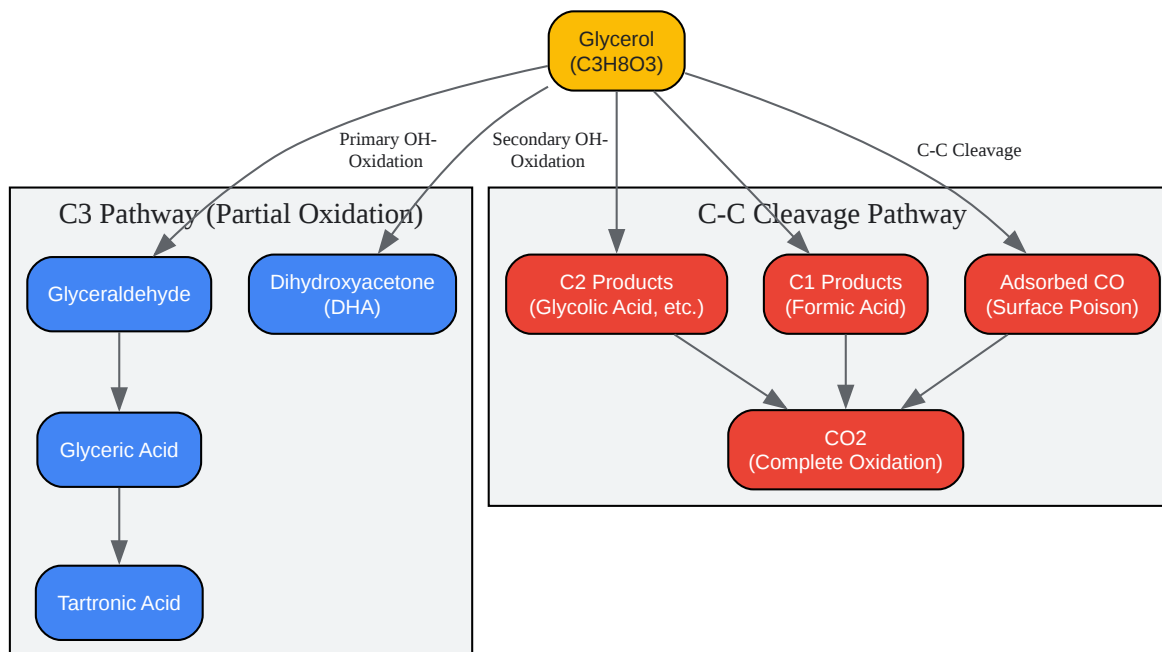 Glycerol
(C3H8O3)
Primary OH-
Oxidation
Secondary OH-
Oxidation
C-C Cleavage
C3 Pathway (Partial Oxidation)
C-C Cleavage Pathway
Glyceraldehyde
Dihydroxyacetone
(DHA)
C2 Products
(Glycolic Acid, etc.)
C1 Products
(Formic Acid)
Adsorbed CO
(Surface Poison)
Glyceric Acid
CO2
(Complete Oxidation)
Tartronic Acid